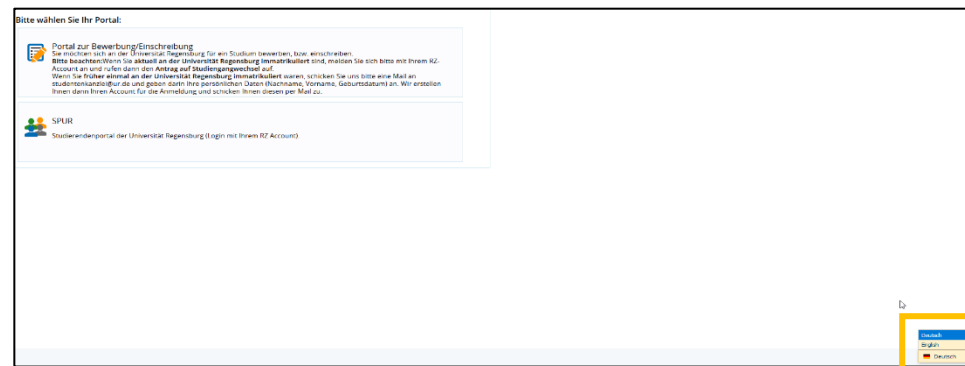 Bitte wählen Sie Ihr Portal:
Portal zur Bewerbung/Einschreibung
Sie möchten sich an der Universität Regensburg für ein Studium bewerben, bzw. einschreiben.
Bitte beachten:Wenn Sie aktuell an der Universität Regensburg immatrikuliert sind, melden Sie sich bitte mit Ihrem RZ-
Account an und rufen dann den Antrag auf Studiengangwechsel auf.
Wenn Sie früher einmal an der Universität Regensburg immatrikuliert waren, schicken Sie uns bitte eine Mail an
studentenkanzlei@ur.de und geben darin Ihre persönlichen Daten (Nachname, Vorname, Geburtsdatum) an. Wir erstellen
Ihnen dann Ihren Account für die Anmeldung und schicken Ihnen diesen per Mail zu.
SPUR
Studierendenportal der Universität Regensburg (Login mit Ihrem RZ Account)
Deutsch
English
Deutsch